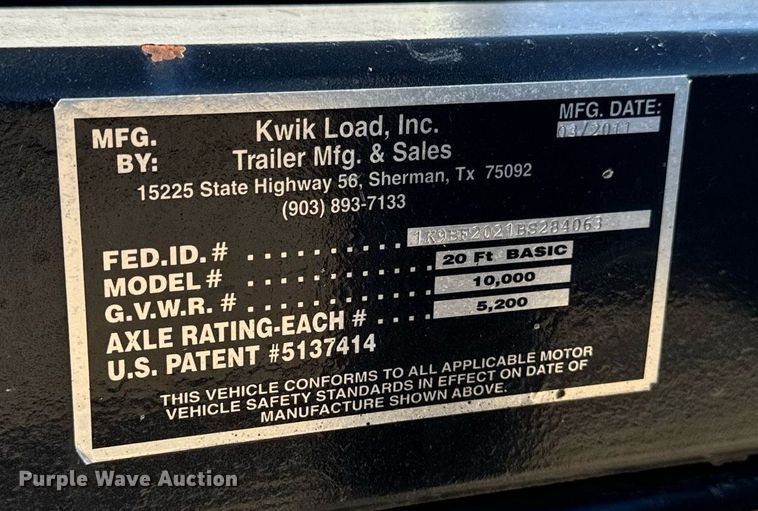 MFG. BY:
Kwik Load, Inc.
Trailer Mfg. & Sales
15225 State Highway 56, Sherman, Tx 75092
(903) 893-7133
MFG. DATE:
03/2011
FED.ID.# .......... 1K9BF2021BS284063
MODEL # .......... 20 Ft BASIC
G.V.W.R. # .......... 10,000
AXLE RATING-EACH # .... 5,200
U.S. PATENT #5137414
THIS VEHICLE CONFORMS TO ALL APPLICABLE MOTOR
VEHICLE SAFETY STANDARDS IN EFFECT ON DATE OF
MANUFACTURE SHOWN ABOVE.
Purple Wave Auction